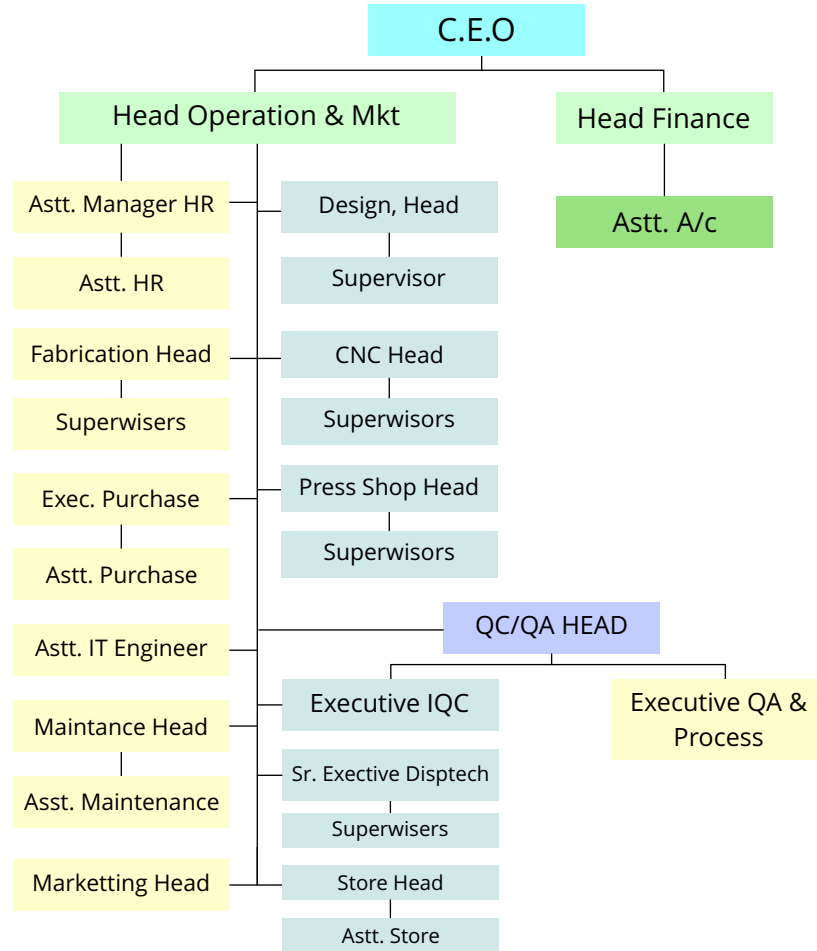 C.E.O
Head Operation & Mkt
Head Finance
Astt. Manager HR
Design, Head
Astt. A/c
Astt. HR
Supervisor
Fabrication Head
CNC Head
Superwisers
Superwisors
Exec. Purchase
Press Shop Head
Astt. Purchase
Superwisors
QC/QA HEAD
Astt. IT Engineer
Executive IQC
Executive QA &
Process
Maintance Head
Sr. Exective Disptech
Asst. Maintenance
Superwisers
Marketting Head
Store Head
Astt. Store